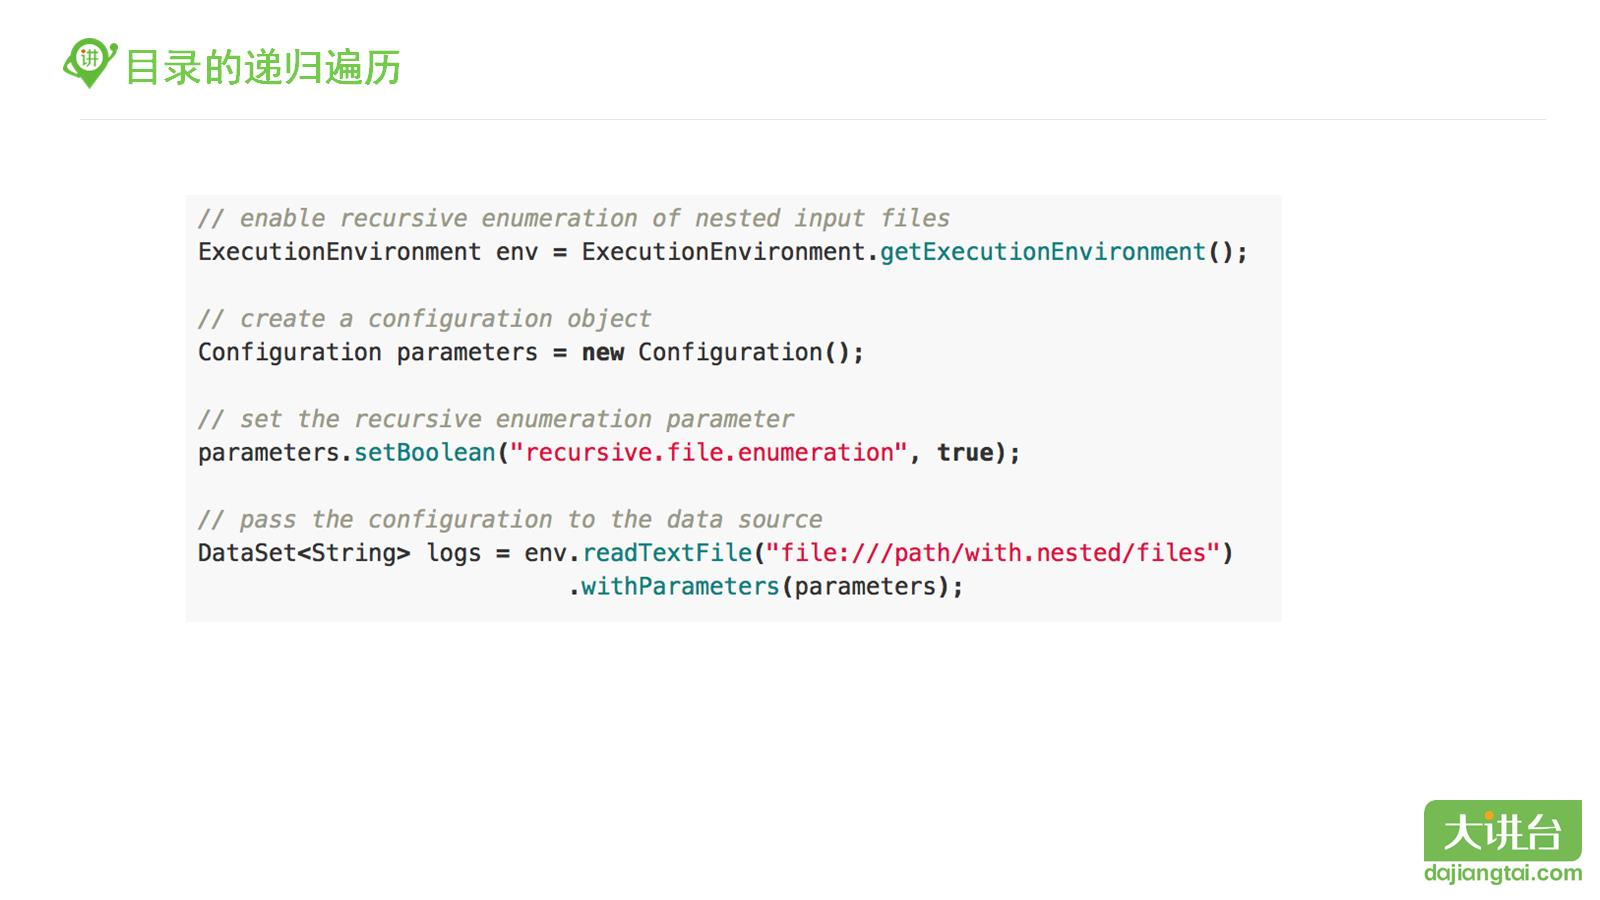 讲
目录的递归遍历
// enable recursive enumeration of nested input files
ExecutionEnvironment env = ExecutionEnvironment.getExecutionEnvironment();
// create a configuration object
Configuration parameters = new Configuration();
// set the recursive enumeration parameter
parameters.setBoolean("recursive.file.enumeration", true);
// pass the configuration to the data source
DataSet<String> logs = env.readTextFile("file:///path/with.nested/files")
.withParameters(parameters);
大讲台
dajiangtai.com